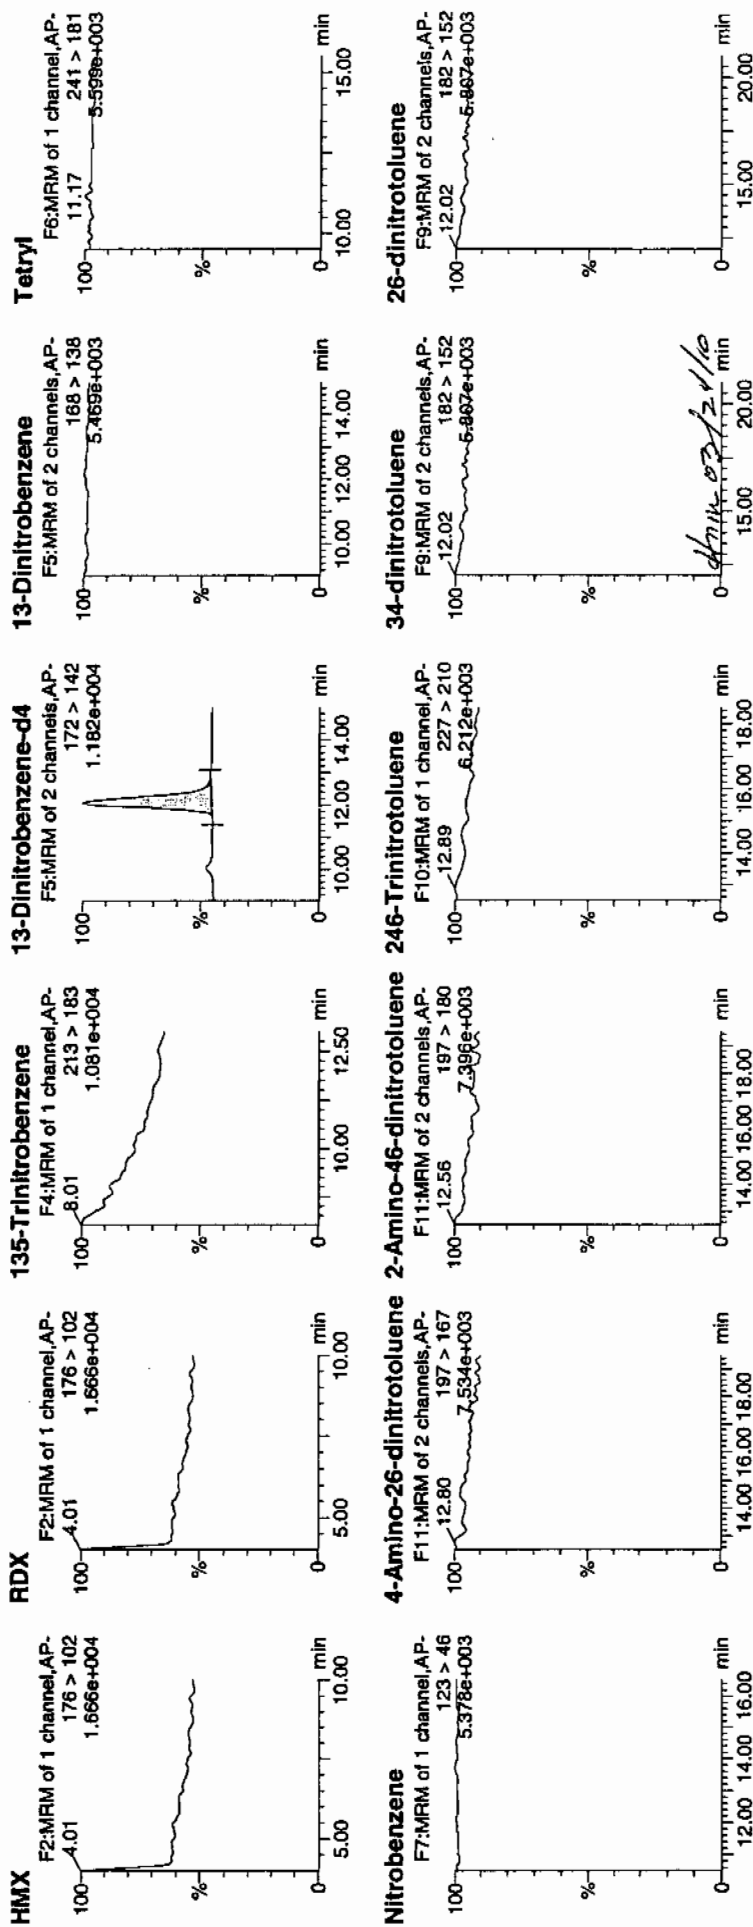 HMX
F2:MRM of 1 channel,AP-
4.01
176 > 102
1.666e+004
100
%
0
5.00 10.00 min
RDX
F2:MRM of 1 channel,AP-
4.01
176 > 102
1.666e+004
100
%
0
5.00 10.00 min
135-Trinitrobenzene
F4:MRM of 1 channel,AP-
8.01
213 > 183
1.081e+004
100
%
0
10.00 12.50 min
13-Dinitrobenzene-d4
F5:MRM of 2 channels,AP-
172 > 142
1.182e+004
100
%
0
10.00 12.00 14.00 min
13-Dinitrobenzene
F5:MRM of 2 channels,AP-
168 > 138
5.469e+003
100
%
0
10.00 12.00 14.00 min
Tetryl
F6:MRM of 1 channel,AP-
11.17
241 > 181
5.599e+003
100
%
0
10.00 15.00 min
Nitrobenzene
F7:MRM of 1 channel,AP-
123 > 46
5.378e+003
100
%
0
12.00 14.00 16.00 min
4-Amino-26-dinitrotoluene
F11:MRM of 2 channels,AP-
12.80
197 > 167
7.534e+003
100
%
0
14.00 16.00 18.00 min
2-Amino-46-dinitrotoluene
F11:MRM of 2 channels,AP-
12.56
197 > 180
7.396e+003
100
%
0
14.00 16.00 18.00 min
246-Trinitrotoluene
F10:MRM of 1 channel,AP-
12.89
227 > 210
6.212e+003
100
%
0
14.00 16.00 18.00 min
34-dinitrotoluene
F9:MRM of 2 channels,AP-
12.02
182 > 152
5.807e+003
100
%
03/24/10
0
15.00 20.00 min
26-dinitrotoluene
F9:MRM of 2 channels,AP-
12.02
182 > 152
5.807e+003
100
%
0
15.00 20.00 min